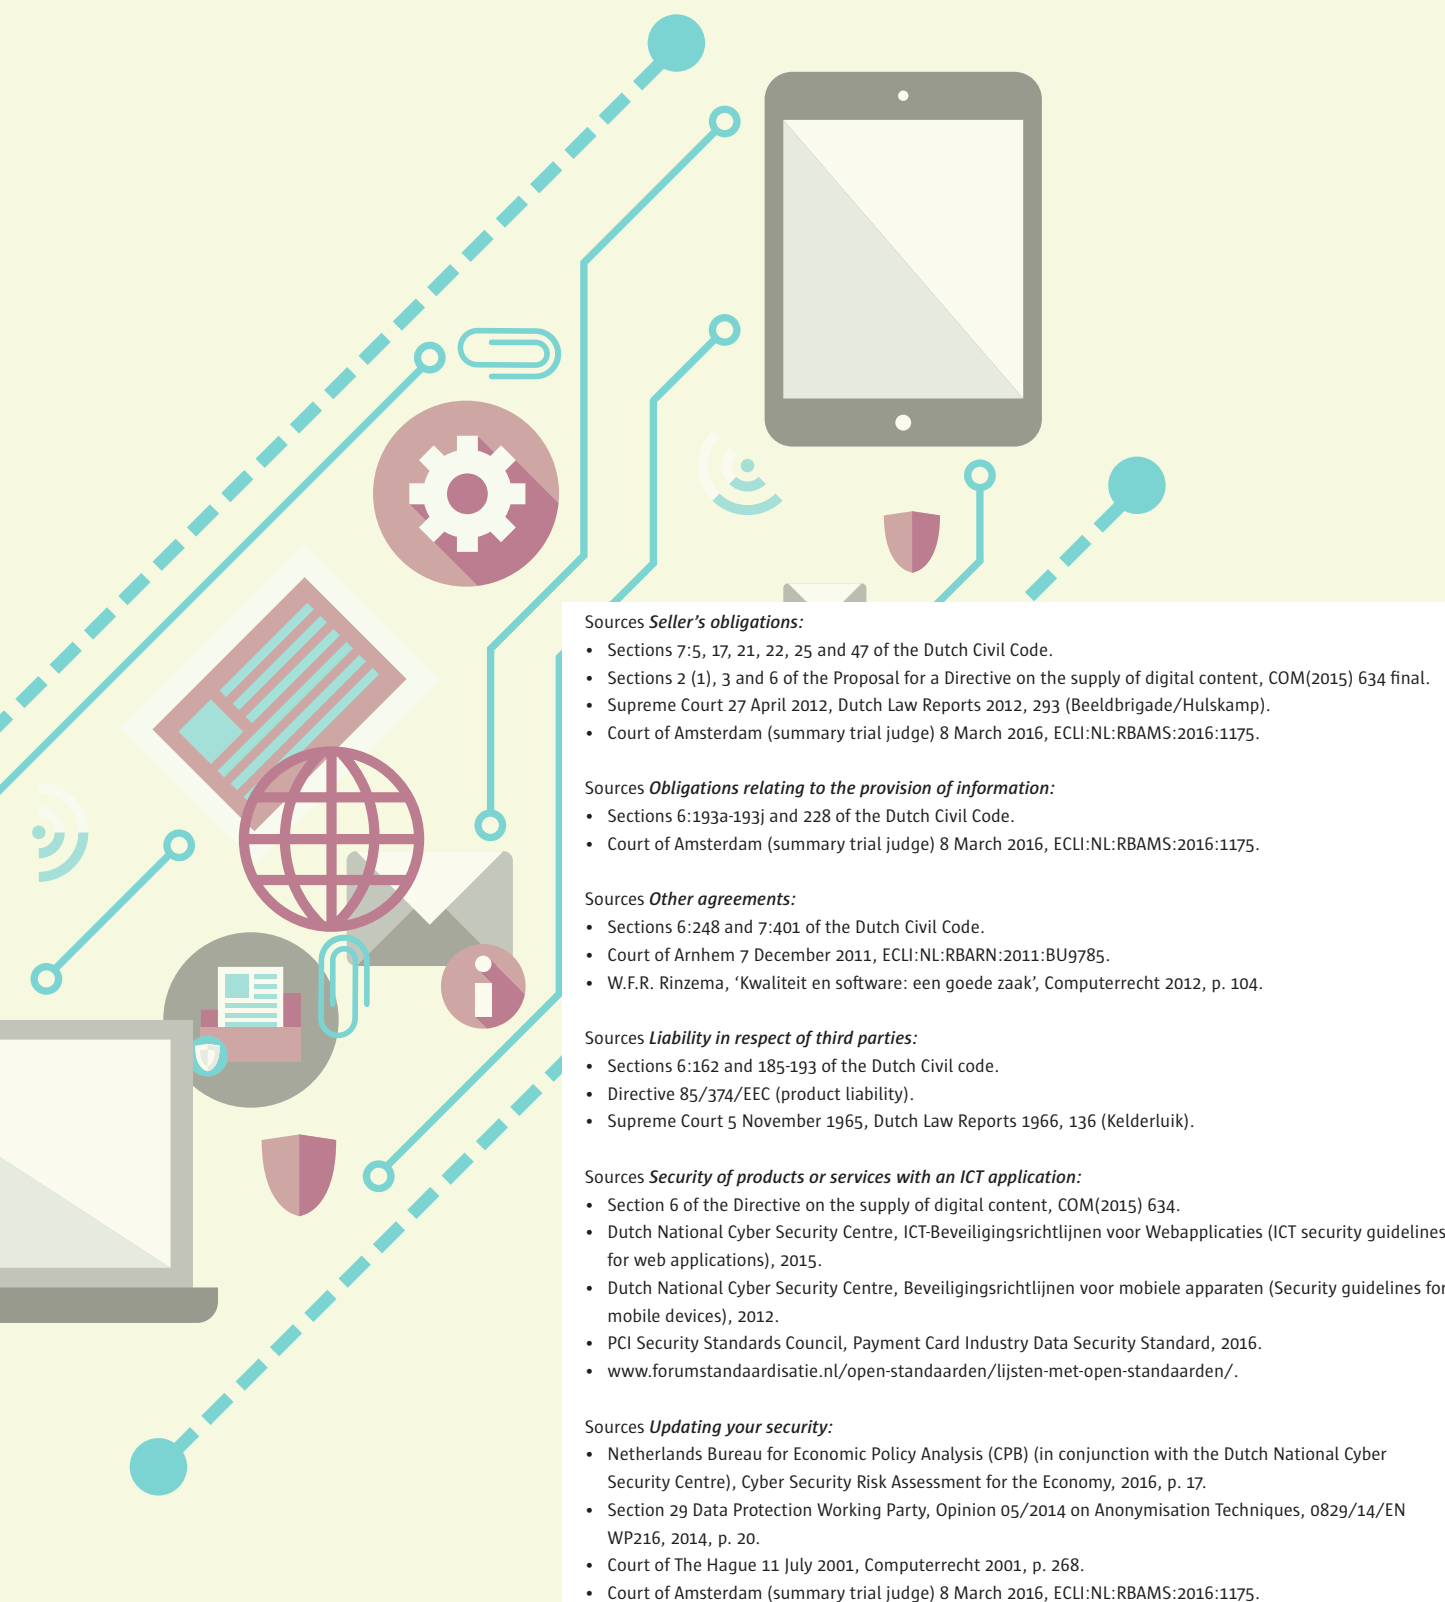 Sources Seller's obligations:
• Sections 7:5, 17, 21, 22, 25 and 47 of the Dutch Civil Code.
• Sections 2 (1), 3 and 6 of the Proposal for a Directive on the supply of digital content, COM(2015) 634 final.
• Supreme Court 27 April 2012, Dutch Law Reports 2012, 293 (Beeldbrigade/Hulskamp).
• Court of Amsterdam (summary trial judge) 8 March 2016, ECLI:NL:RBAMS:2016:1175.
Sources Obligations relating to the provision of information:
• Sections 6:193a-193j and 228 of the Dutch Civil Code.
• Court of Amsterdam (summary trial judge) 8 March 2016, ECLI:NL:RBAMS:2016:1175.
Sources Other agreements:
• Sections 6:248 and 7:401 of the Dutch Civil Code.
• Court of Arnhem 7 December 2011, ECLI:NL:RBARN:2011:BU9785.
• W.F.R. Rinzema, ‘Kwaliteit en software: een goede zaak’, Computerrecht 2012, p. 104.
Sources Liability in respect of third parties:
• Sections 6:162 and 185-193 of the Dutch Civil code.
• Directive 85/374/EEC (product liability).
• Supreme Court 5 November 1965, Dutch Law Reports 1966, 136 (Kelderluik).
Sources Security of products or services with an ICT application:
• Section 6 of the Directive on the supply of digital content, COM(2015) 634.
• Dutch National Cyber Security Centre, ICT-Beveiligingsrichtlijnen voor Webapplicaties (ICT security guidelines
for web applications), 2015.
• Dutch National Cyber Security Centre, Beveiligingsrichtlijnen voor mobiele apparaten (Security guidelines for
mobile devices), 2012.
• PCI Security Standards Council, Payment Card Industry Data Security Standard, 2016.
• www.forumstandaardisatie.nl/open-standaarden/lijsten-met-open-standaarden/.
Sources Updating your security:
• Netherlands Bureau for Economic Policy Analysis (CPB) (in conjunction with the Dutch National Cyber
Security Centre), Cyber Security Risk Assessment for the Economy, 2016, p. 17.
• Section 29 Data Protection Working Party, Opinion 05/2014 on Anonymisation Techniques, 0829/14/EN
WP216, 2014, p. 20.
• Court of The Hague 11 July 2001, Computerrecht 2001, p. 268.
• Court of Amsterdam (summary trial judge) 8 March 2016, ECLI:NL:RBAMS:2016:1175.